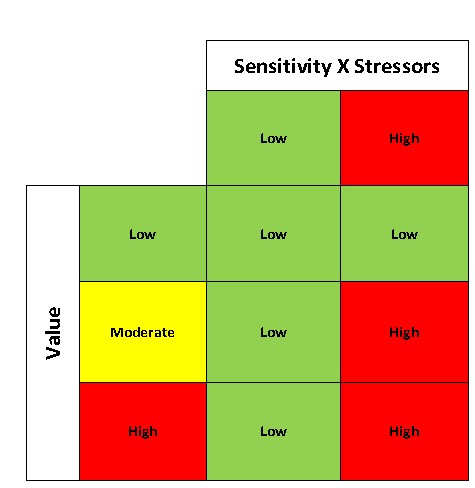 Sensitivity X Stressors
Low High
Value
Low Low Low
Moderate Low High
High Low High